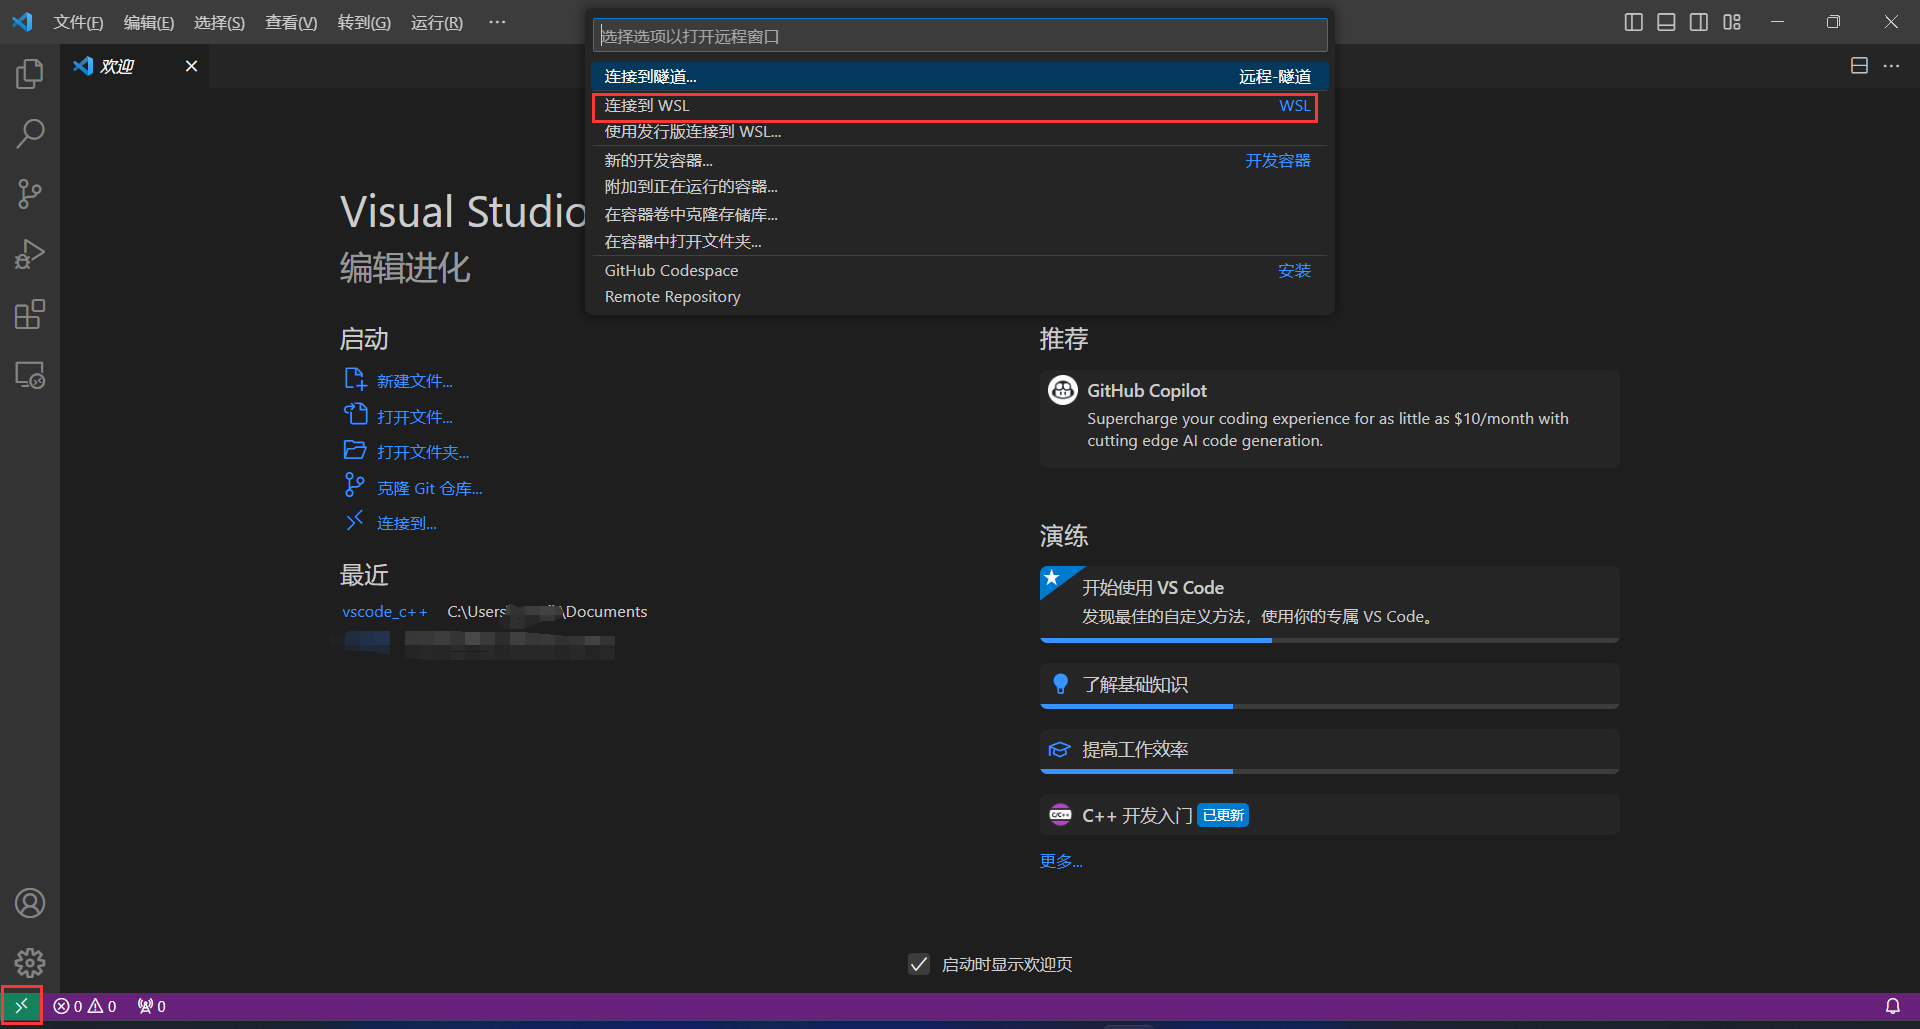 文件(F) 编辑(E) 选择(S) 查看(V) 转到(G) 运行(R) ···
选择选项以打开远程窗口
欢迎
连接到隧道... 远程-隧道
连接到 WSL WSL
使用发行版连接到 WSL...
新的开发容器... 开发容器
附加到正在运行的容器...
在容器卷中克隆存储库...
在容器中打开文件夹...
GitHub Codespace 安装
Remote Repository
Visual Studio
编辑进化
启动
新建文件...
打开文件...
打开文件夹...
克隆 Git 仓库...
连接到...
最近
vscode_c++ C:\Users \Documents
推荐
GitHub Copilot
Supercharge your coding experience for as little as $10/month with
cutting edge AI code generation.
演练
开始使用 VS Code
发现最佳的自定义方法，使用你的专属 VS Code。
了解基础知识
提高工作效率
C/C++
C++ 开发入门 已更新
更多...
启动时显示欢迎页
0 0 0